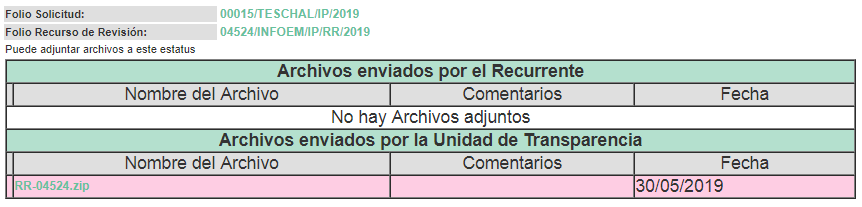 Folio Solicitud: 00015/TESCHAL/IP/2019
Folio Recurso de Revisión: 04524/INFOEM/IP/RR/2019
Puede adjuntar archivos a este estatus
Archivos enviados por el Recurrente
Nombre del Archivo Comentarios Fecha
No hay Archivos adjuntos
Archivos enviados por la Unidad de Transparencia
Nombre del Archivo Comentarios Fecha
RR-04524.zip 30/05/2019